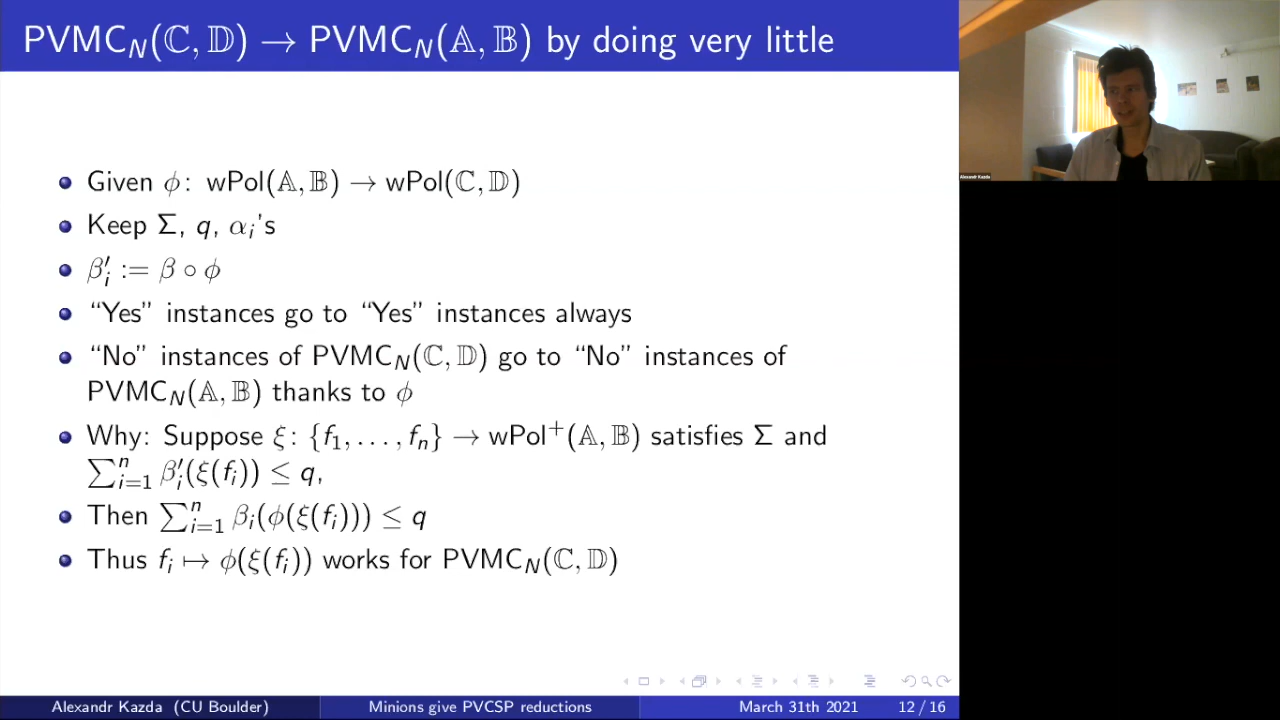 PVMC_N(ℂ, 𝔻) → PVMC_N(𝔸, 𝔹) by doing very little
Given ϕ: wPol(𝔸, 𝔹) → wPol(ℂ, 𝔻)
Keep Σ, q, α_i's
β′_i := β ∘ ϕ
“Yes” instances go to “Yes” instances always
“No” instances of PVMC_N(ℂ, 𝔻) go to “No” instances of
PVMC_N(𝔸, 𝔹) thanks to ϕ
Why: Suppose ξ: {f_1, . . . , f_n} → wPol⁺(𝔸, 𝔹) satisfies Σ and
∑_{i=1}^n β′_i(ξ(f_i)) ≤ q,
Then ∑_{i=1}^n β_i(ϕ(ξ(f_i))) ≤ q
Thus f_i ↦ ϕ(ξ(f_i)) works for PVMC_N(ℂ, 𝔻)
Alexandr Kazda (CU Boulder) Minions give PVCSP reductions March 31th 2021 12 / 16
Alexandr Kazda